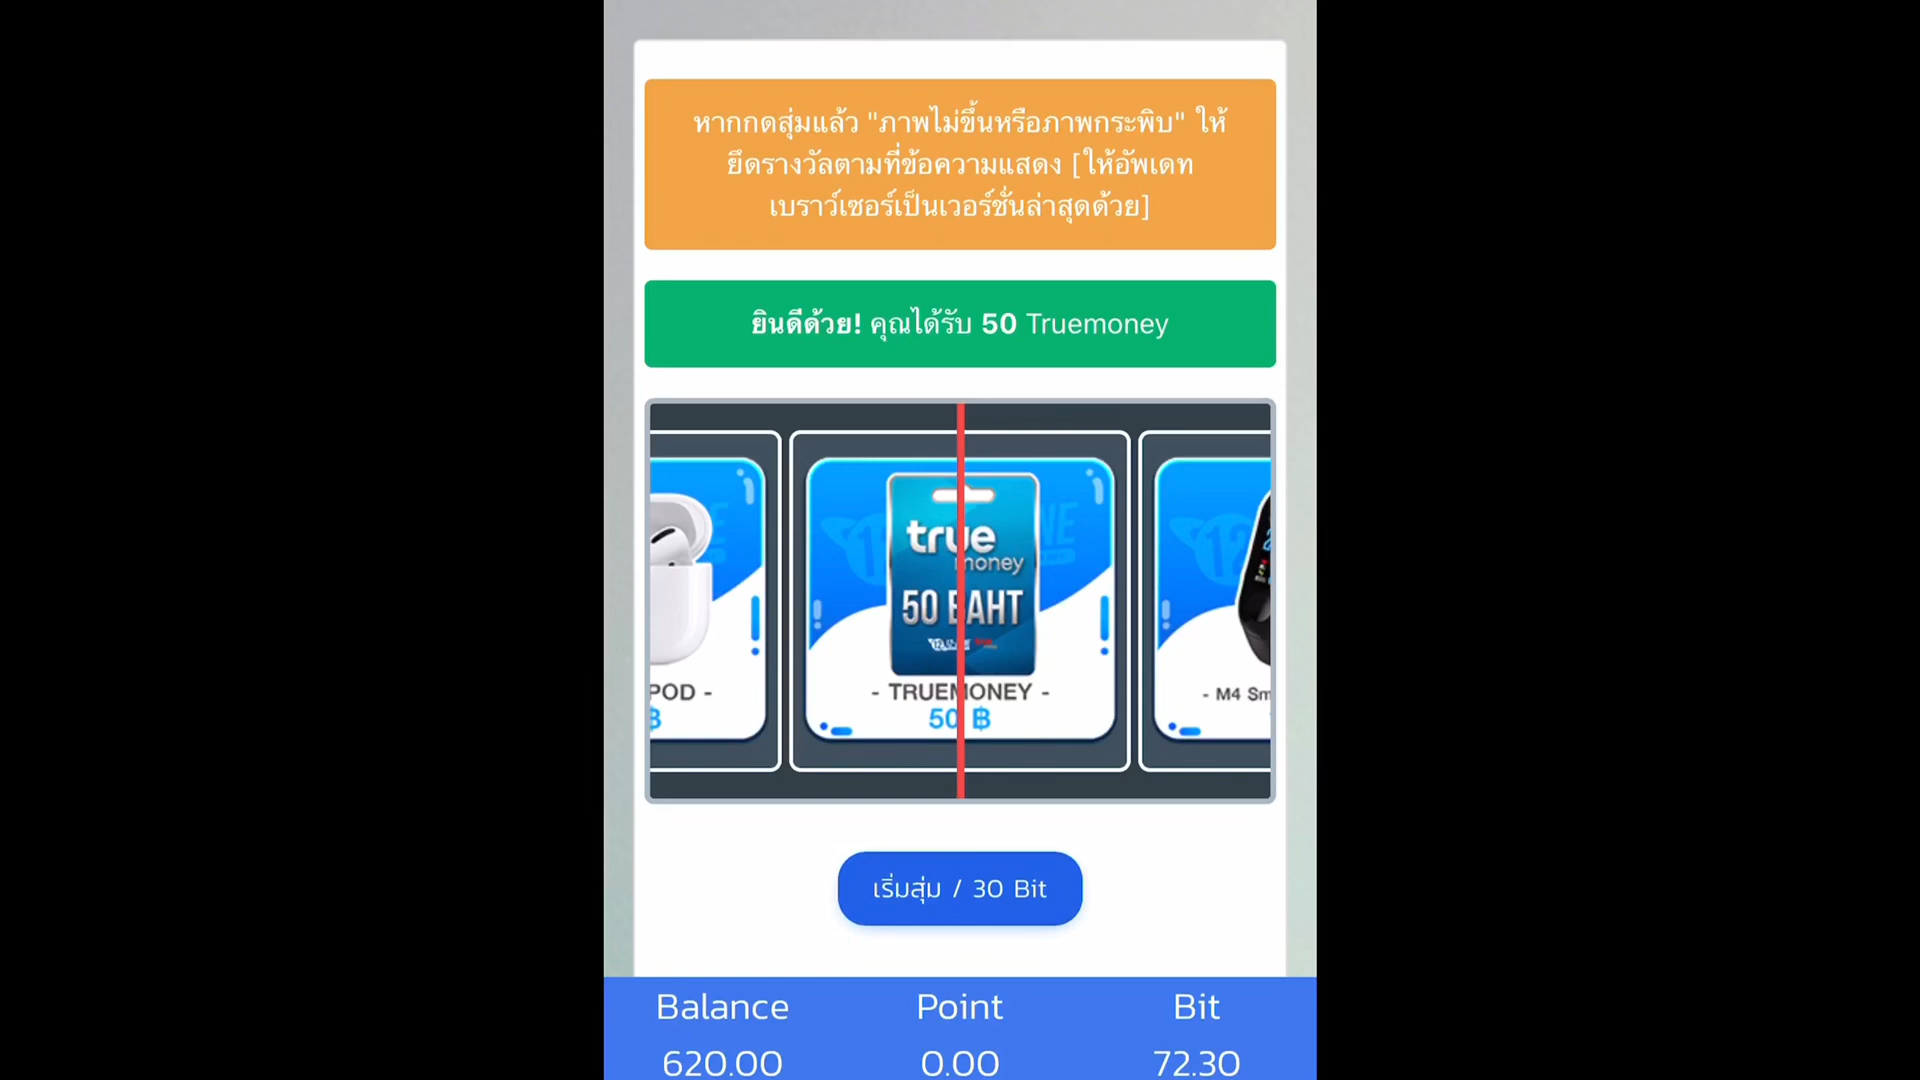 หากกดสุ่มแล้ว "ภาพไม่ขึ้นหรือภาพกระพิบ" ให้
ยึดรางวัลตามที่ข้อความแสดง [ให้อัพเดท
เบราว์เซอร์เป็นเวอร์ชั่นล่าสุดด้วย]
ยินดีด้วย! คุณได้รับ 50 Truemoney
true
money
50 BAHT
POD -
฿
- TRUEMONEY -
50 ฿
- M4 Sm
เริ่มสุ่ม / 30 Bit
Balance Point Bit
620.00 0.00 72.30